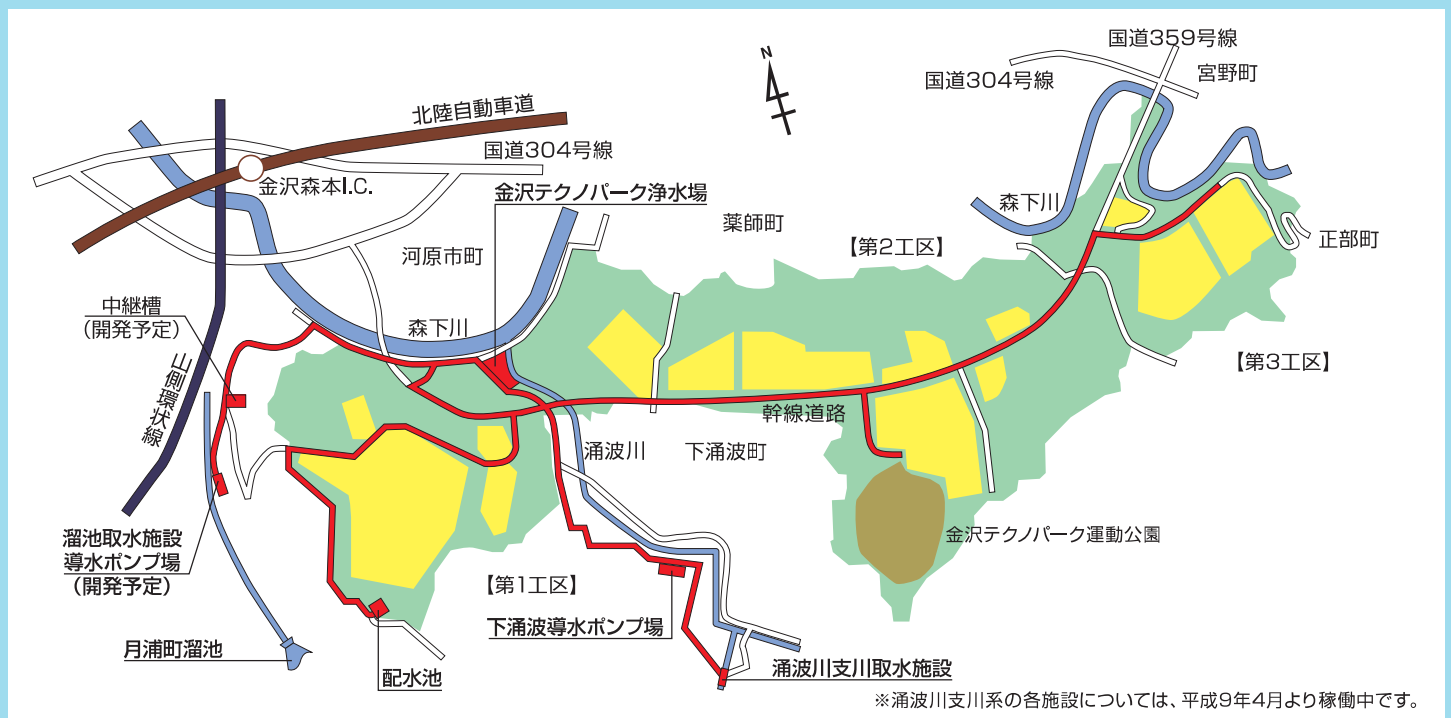 国道359号線
宮野町
国道304号線
N
北陸自動車道
国道304号線
金沢森本I.C.
金沢テクノパーク浄水場
薬師町
森下川
正部町
河原市町
【第2工区】
中継槽
(開発予定)
森下川
山側環状線
【第3工区】
幹線道路
涌波川
下涌波町
金沢テクノパーク運動公園
溜池取水施設
導水ポンプ場
(開発予定)
【第1工区】
下涌波導水ポンプ場
月浦町溜池
配水池
涌波川支川取水施設
※涌波川支川系の各施設については、平成9年4月より稼働中です。